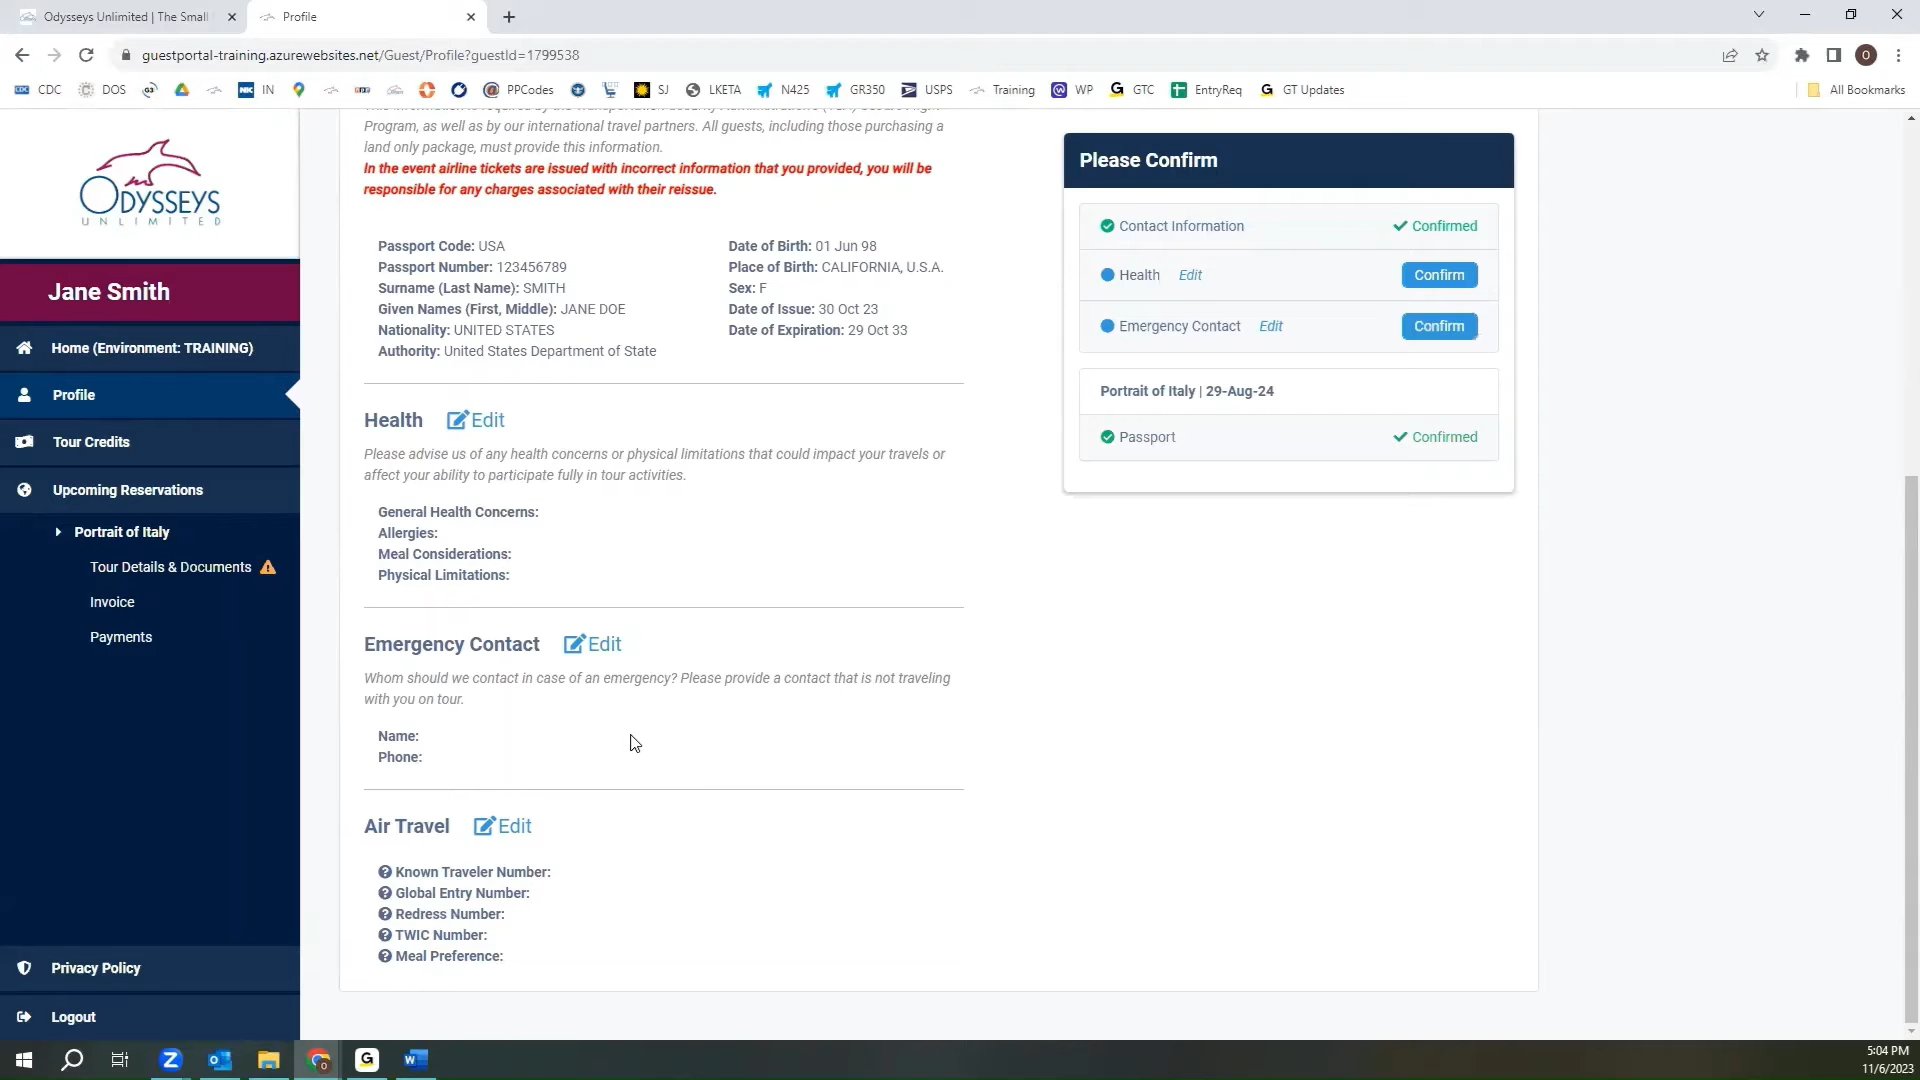 Odysseys Unlimited | The Small
Profile
guestportal-training.azurewebsites.net/Guest/Profile?guestId=1799538
CDC DOS IN PPCodes SJ LKETA N425 GR350 USPS Training WP GTC EntryReq GT Updates All Bookmarks
ODYSSEYS
UNLIMITED
Jane Smith
Home (Environment: TRAINING)
Profile
Tour Credits
Upcoming Reservations
Portrait of Italy
Tour Details & Documents
Invoice
Payments
Privacy Policy
Logout
Program, as well as by our international travel partners. All guests, including those purchasing a
land only package, must provide this information.
In the event airline tickets are issued with incorrect information that you provided, you will be
responsible for any charges associated with their reissue.
Passport Code: USA
Passport Number: 123456789
Surname (Last Name): SMITH
Given Names (First, Middle): JANE DOE
Nationality: UNITED STATES
Authority: United States Department of State
Date of Birth: 01 Jun 98
Place of Birth: CALIFORNIA, U.S.A.
Sex: F
Date of Issue: 30 Oct 23
Date of Expiration: 29 Oct 33
Health Edit
Please advise us of any health concerns or physical limitations that could impact your travels or
affect your ability to participate fully in tour activities.
General Health Concerns:
Allergies:
Meal Considerations:
Physical Limitations:
Emergency Contact Edit
Whom should we contact in case of an emergency? Please provide a contact that is not traveling
with you on tour.
Name:
Phone:
Air Travel Edit
Known Traveler Number:
Global Entry Number:
Redress Number:
TWIC Number:
Meal Preference:
Please Confirm
Contact Information Confirmed
Health Edit Confirm
Emergency Contact Edit Confirm
Portrait of Italy | 29-Aug-24
Passport Confirmed
5:04 PM
11/6/2023